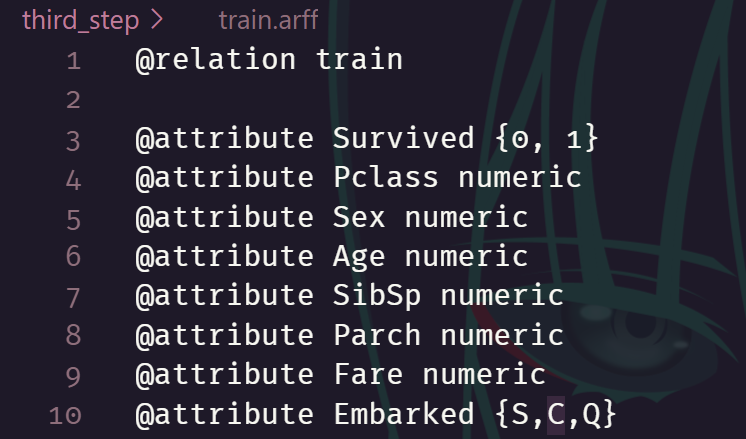 third_step > train.arff
1 @relation train
2
3 @attribute Survived {0, 1}
4 @attribute Pclass numeric
5 @attribute Sex numeric
6 @attribute Age numeric
7 @attribute SibSp numeric
8 @attribute Parch numeric
9 @attribute Fare numeric
10 @attribute Embarked {S,C,Q}